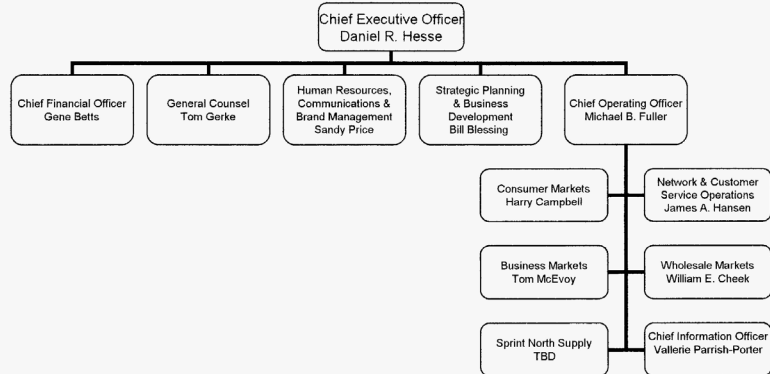 Chief Executive Officer
Daniel R. Hesse
Chief Financial Officer
Gene Betts
General Counsel
Tom Gerke
Human Resources,
Communications &
Brand Management
Sandy Price
Strategic Planning
& Business
Development
Bill Blessing
Chief Operating Officer
Michael B. Fuller
Consumer Markets
Harry Campbell
Network & Customer
Service Operations
James A. Hansen
Business Markets
Tom McEvoy
Wholesale Markets
William E. Cheek
Sprint North Supply
TBD
Chief Information Officer
Vallerie Parrish-Porter